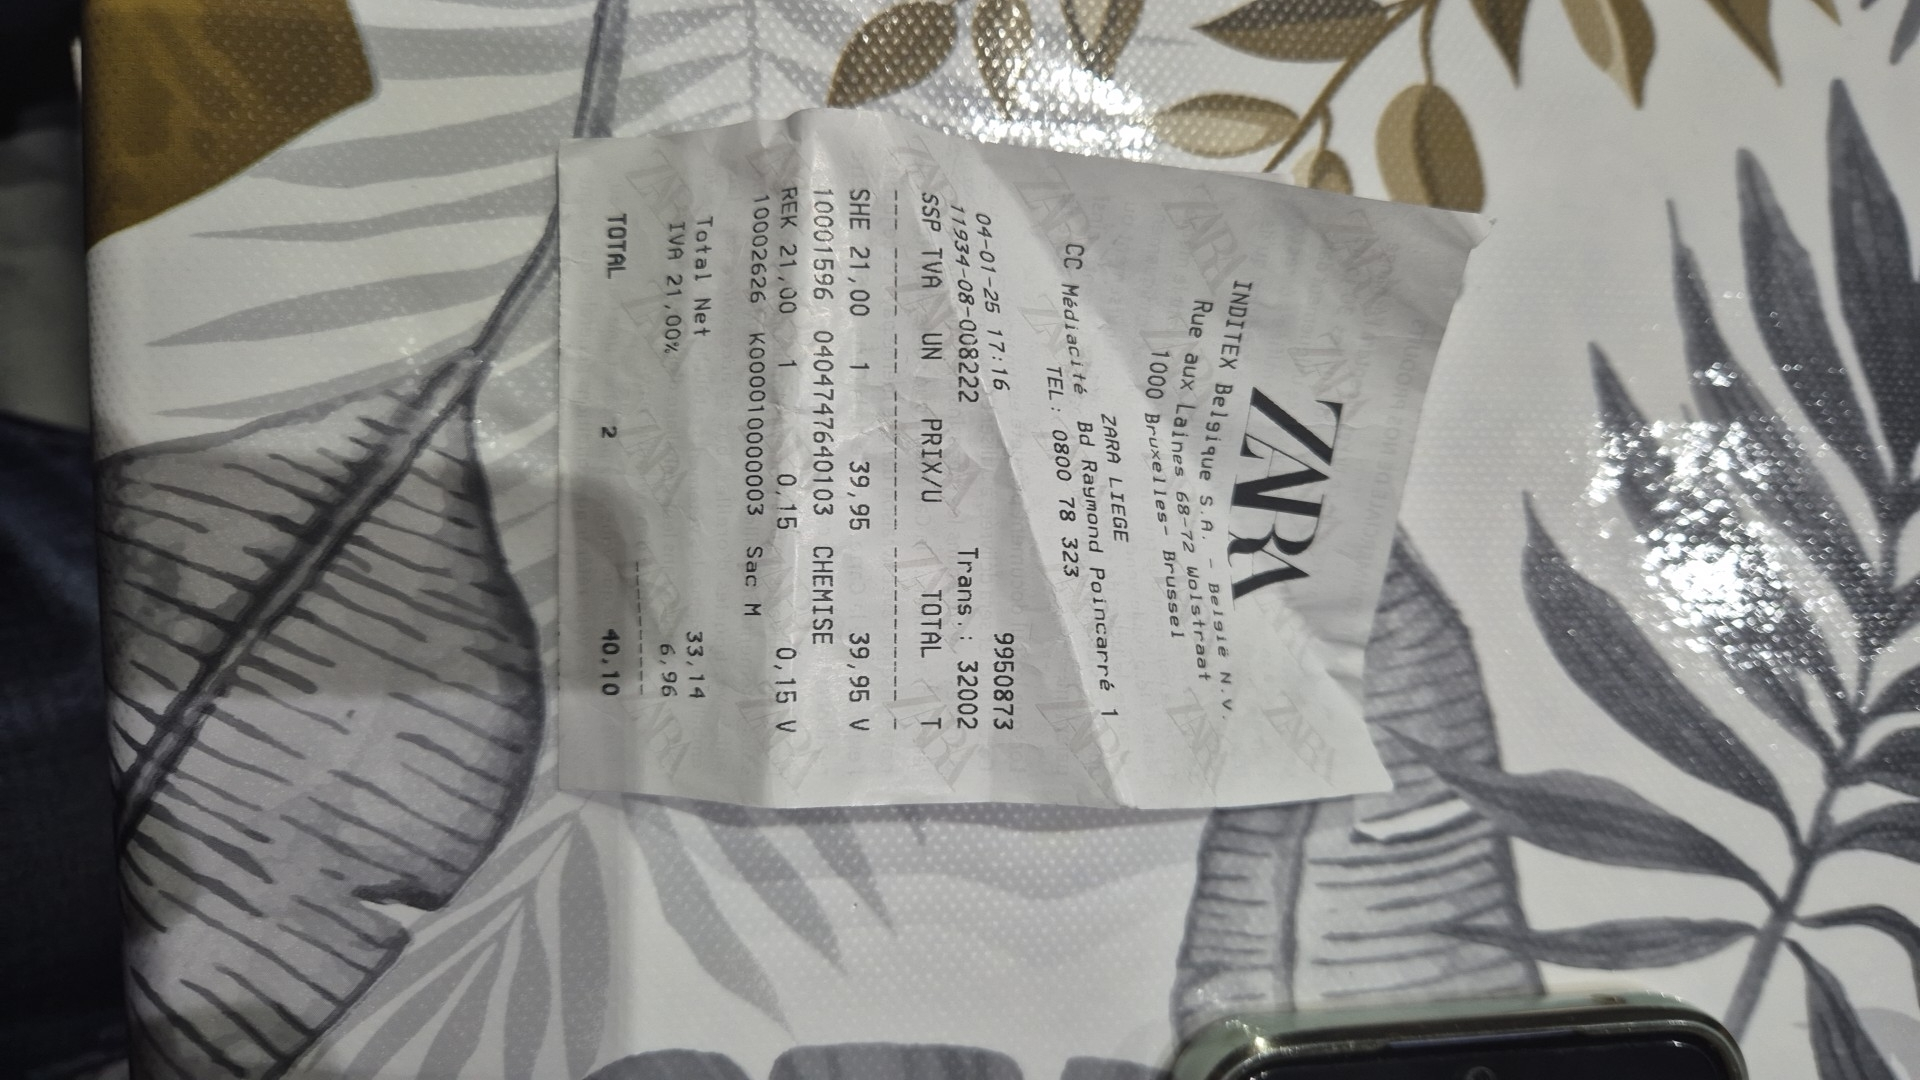 ZARA
INDITEX Belgique S.A. - België N.V.
Rue aux Laines 68-72 Wolstraat
1000 Bruxelles- Brussel
ZARA LIEGE
CC Médiacité Bd Raymond Poincarré 1
TEL: 0800 78 323
9950873
04-01-25 17:16
11934-08-008222 Trans.: 32002
SSP TVA UN PRIX/U TOTAL T
--- ----- --- --------- --------- -
SHE 21,00 1 39,95 39,95 V
10001596 04047477640103 CHEMISE
REK 21,00 1 0,15 0,15 V
10002626 K0000100000003 Sac M
Total Net 33,14
IVA 21,00% 6,96
---------
TOTAL 2 40,10